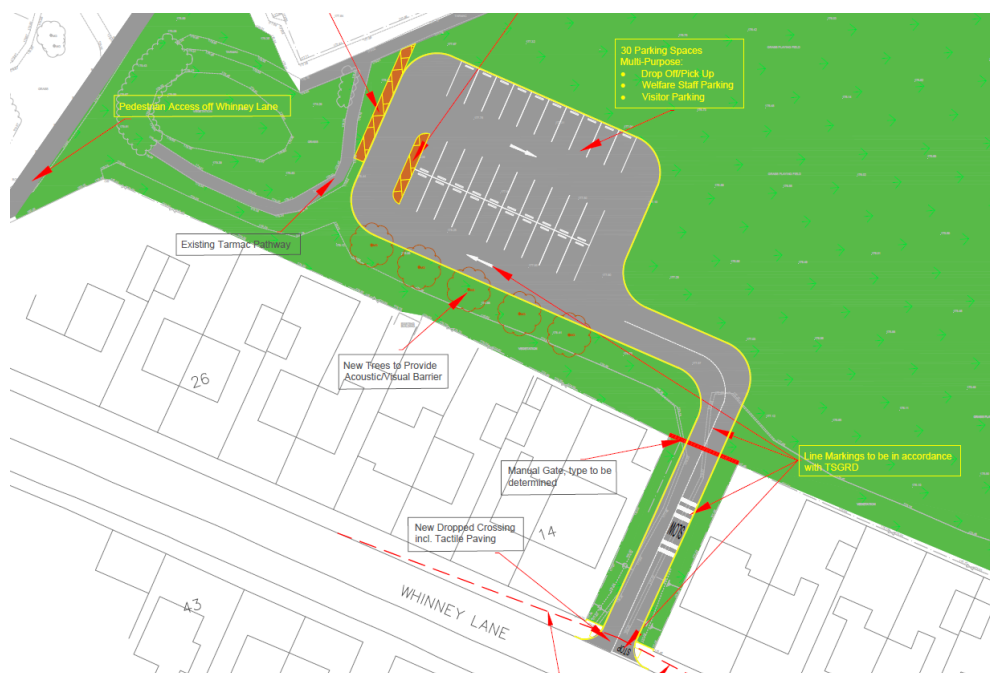 30 Parking Spaces
Multi-Purpose:
Drop Off/Pick Up
Welfare Staff Parking
Visitor Parking
Pedestrian Access off Whinney Lane
Existing Tarmac Pathway
New Trees to Provide
Acoustic/Visual Barrier
26
Manual Gate, type to be
determined
Line Markings to be in accordance
with TSGRD
New Dropped Crossing
incl. Tactile Paving
14
SLOW
WHINNEY LANE
43
STOP